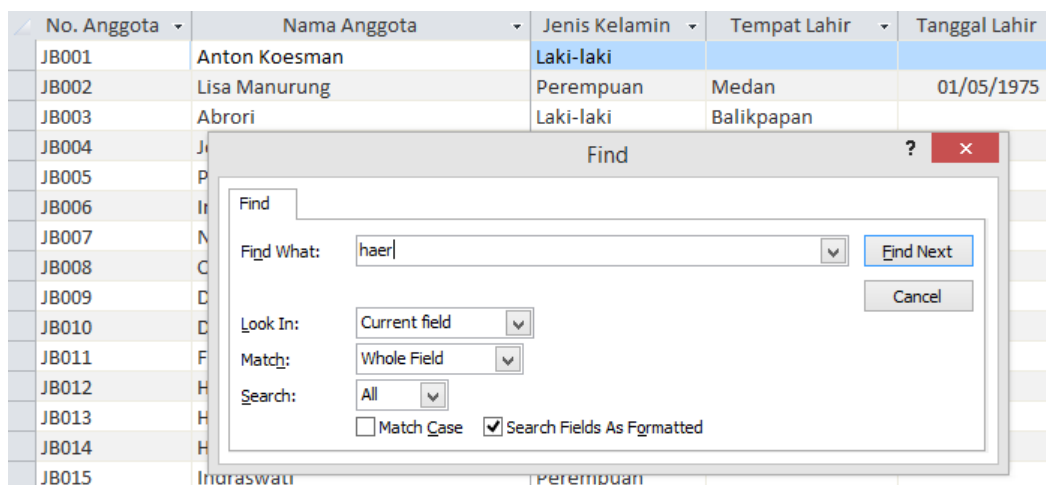 No. Anggota Nama Anggota Jenis Kelamin Tempat Lahir Tanggal Lahir
JB001 Anton Koesman Laki-laki
JB002 Lisa Manurung Perempuan Medan 01/05/1975
JB003 Abrori Laki-laki Balikpapan
JB004
JB005
JB006
JB007
JB008
JB009
JB010
JB011
JB012
JB013
JB014
JB015 Indraswati Perempuan
Find ?
Find
Find What: haer Find Next
Cancel
Look In: Current field
Match: Whole Field
Search: All
Match Case Search Fields As Formatted